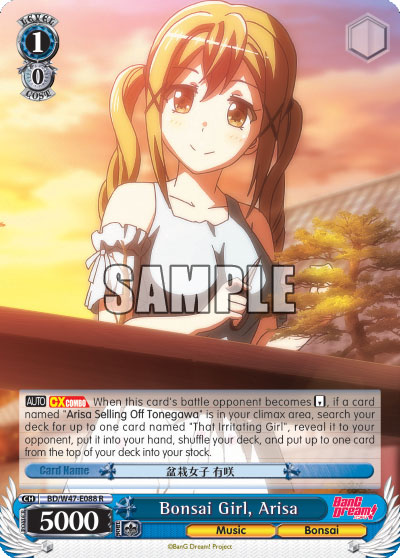 LEVEL
1
0
COST
SAMPLE
AUTO CX COMBO When this card's battle opponent becomes, if a card
named "Arisa Selling Off Tonegawa" is in your climax area, search your
deck for up to one card named "That Irritating Girl", reveal it to your
opponent, put it into your hand, shuffle your deck, and put up to one card
from the top of your deck into your stock.
Card Name 盆栽女子 有咲
CH BD/W47-E088 R
POWER 5000 SOUL Bonsai Girl, Arisa BanG Dream!
Music Bonsai
©BanG Dream! Project